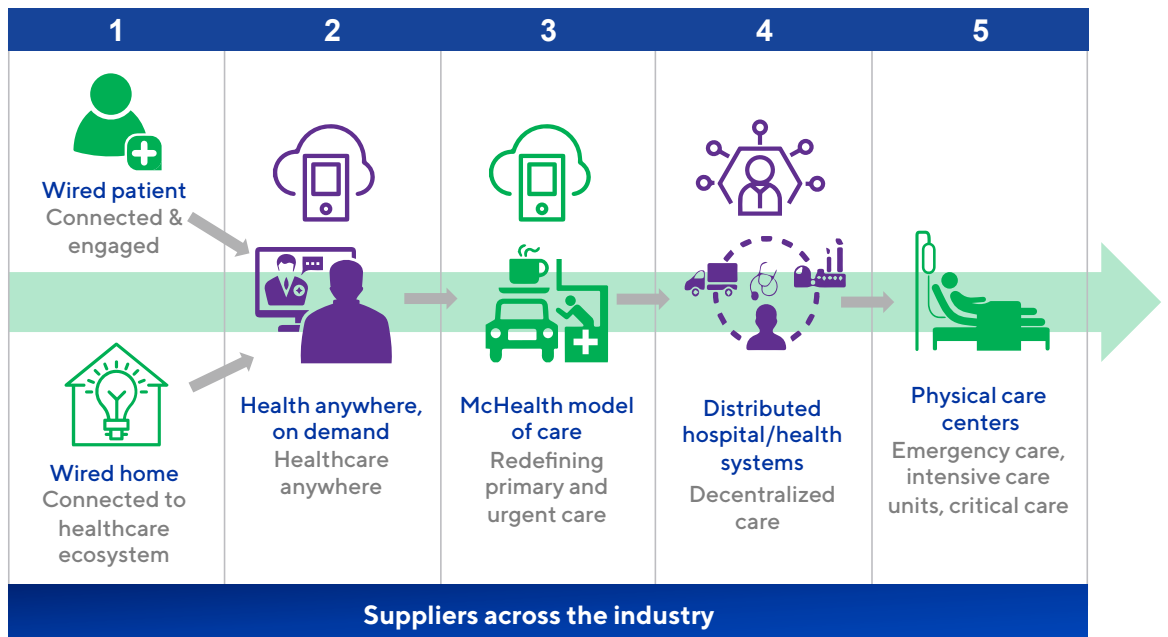 1
2
3
4
5
Wired patient
Connected &
engaged
Wired home
Connected to
healthcare
ecosystem
Health anywhere,
on demand
Healthcare
anywhere
McHealth model
of care
Redefining
primary and
urgent care
Distributed
hospital/health
systems
Decentralized
care
Physical care
centers
Emergency care,
intensive care
units, critical care
Suppliers across the industry